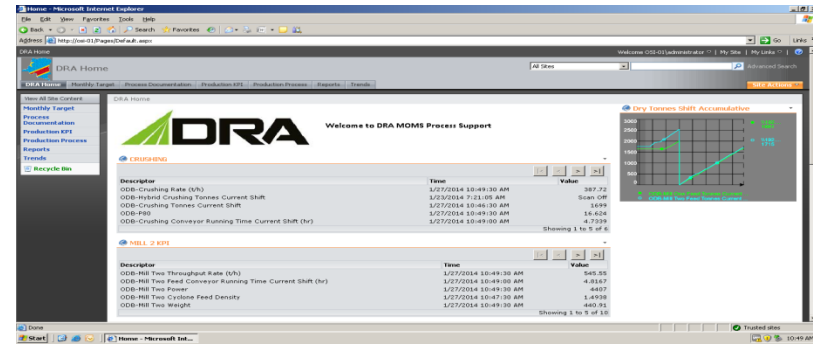 Home - Microsoft Internet Explorer
File Edit View Favorites Tools Help
Back Search Favorites
Address http://osi-01/Pages/Default.aspx Go Links
DRA Home Welcome OSI-01\administrator | My Site | My Links
DRA Home All Sites Advanced Search
DRA Home Monthly Target Process Documentation Production KPI Production Process Reports Trends Site Actions
View All Site Content
DRA Home
Monthly Target
Process Documentation
Production KPI
Production Process
Reports
Trends
Recycle Bin
DRA Welcome to DRA MOMS Process Support
CRUSHING
Descriptor Time Value
ODB-Crushing Rate (t/h) 1/27/2014 10:49:30 AM 387.72
ODB-Hybrid Crushing Tonnes Current Shift 1/23/2014 7:21:05 AM Scan Off
ODB-Crushing Tonnes Current Shift 1/27/2014 10:46:30 AM 1699
ODB-P80 1/27/2014 10:49:30 AM 16.624
ODB-Crushing Conveyor Running Time Current Shift (hr) 1/27/2014 10:49:00 AM 4.7339
Showing 1 to 5 of 6
MILL 2 KPI
Descriptor Time Value
ODB-Mill Two Throughput Rate (t/h) 1/27/2014 10:49:30 AM 545.55
ODB-Mill Two Feed Conveyor Running Time Current Shift (hr) 1/27/2014 10:49:00 AM 4.8167
ODB-Mill Two Power 1/27/2014 10:49:30 AM 4407
ODB-Mill Two Cyclone Feed Density 1/27/2014 10:47:30 AM 1.4938
ODB-Mill Two Weight 1/27/2014 10:49:30 AM 440.91
Showing 1 to 5 of 10
Dry Tonnes Shift Accumulative
3000
2500
2000
1500
1000
500
0
Done Trusted sites
Start Home - Microsoft Int... 10:49 AM